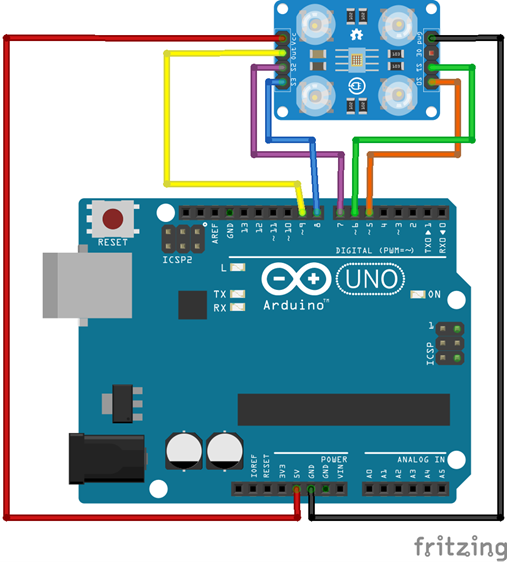 S3 S2 Out Vcc
GND OE S1 S0
RESET
ICSP2
AREF
GND
13
12
~11
~10
~9
8
7
~6
~5
4
~3
2
TX0▶1
RX0◀0
DIGITAL (PWM=~)
L
TX
RX
Arduino™
UNO
ON
ICSP
1
POWER
ANALOG IN
IOREF
RESET
3V3
5V
GND
GND
VIN
A0
A1
A2
A3
A4
A5
fritzing